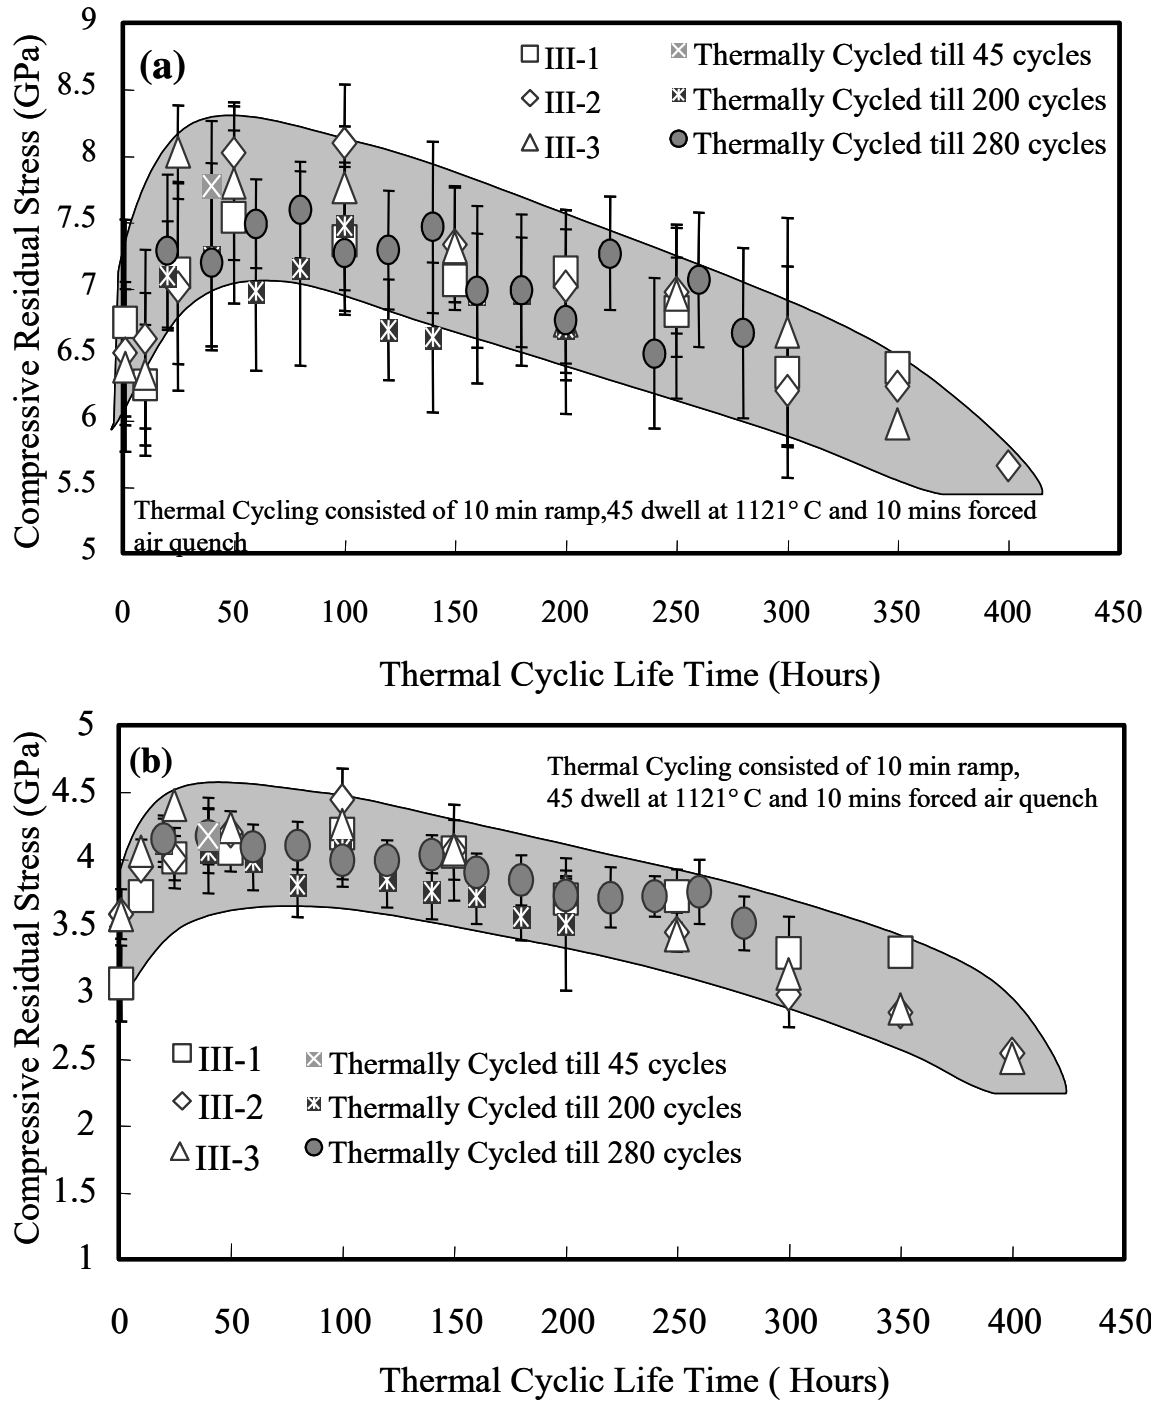 9
8.5
8
7.5
7
6.5
6
5.5
5
Compressive Residual Stress (GPa)
(a)
III-1
III-2
III-3
Thermally Cycled till 45 cycles
Thermally Cycled till 200 cycles
Thermally Cycled till 280 cycles
Thermal Cycling consisted of 10 min ramp,45 dwell at 1121° C and 10 mins forced
air quench
0 50 100 150 200 250 300 350 400 450
Thermal Cyclic Life Time (Hours)
5
4.5
4
3.5
3
2.5
2
1.5
1
Compressive Residual Stress (GPa)
(b)
Thermal Cycling consisted of 10 min ramp,
45 dwell at 1121° C and 10 mins forced air quench
III-1
III-2
III-3
Thermally Cycled till 45 cycles
Thermally Cycled till 200 cycles
Thermally Cycled till 280 cycles
0 50 100 150 200 250 300 350 400 450
Thermal Cyclic Life Time ( Hours)